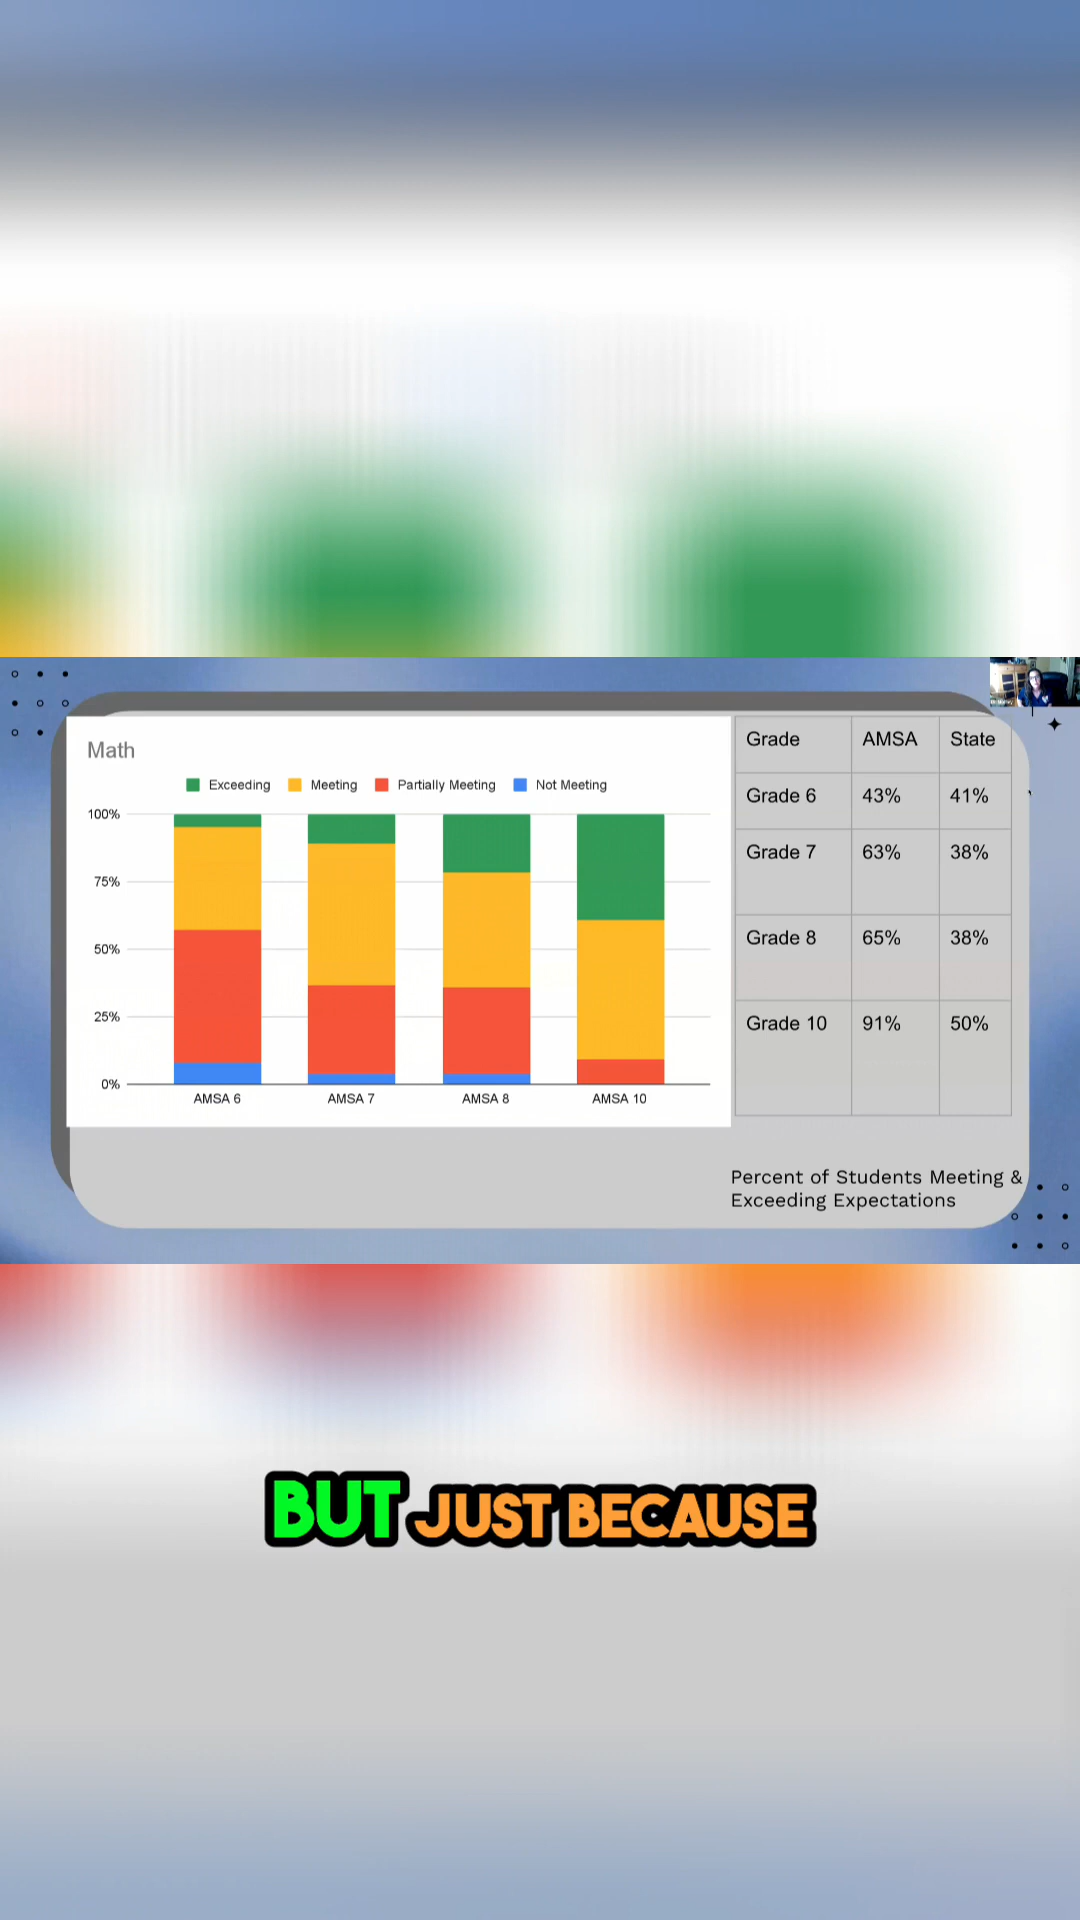 Math
Exceeding Meeting Partially Meeting Not Meeting
100%
75%
50%
25%
0%
AMSA 6 AMSA 7 AMSA 8 AMSA 10
Grade AMSA State
Grade 6 43% 41%
Grade 7 63% 38%
Grade 8 65% 38%
Grade 10 91% 50%
Percent of Students Meeting &
Exceeding Expectations
BUT JUST BECAUSE